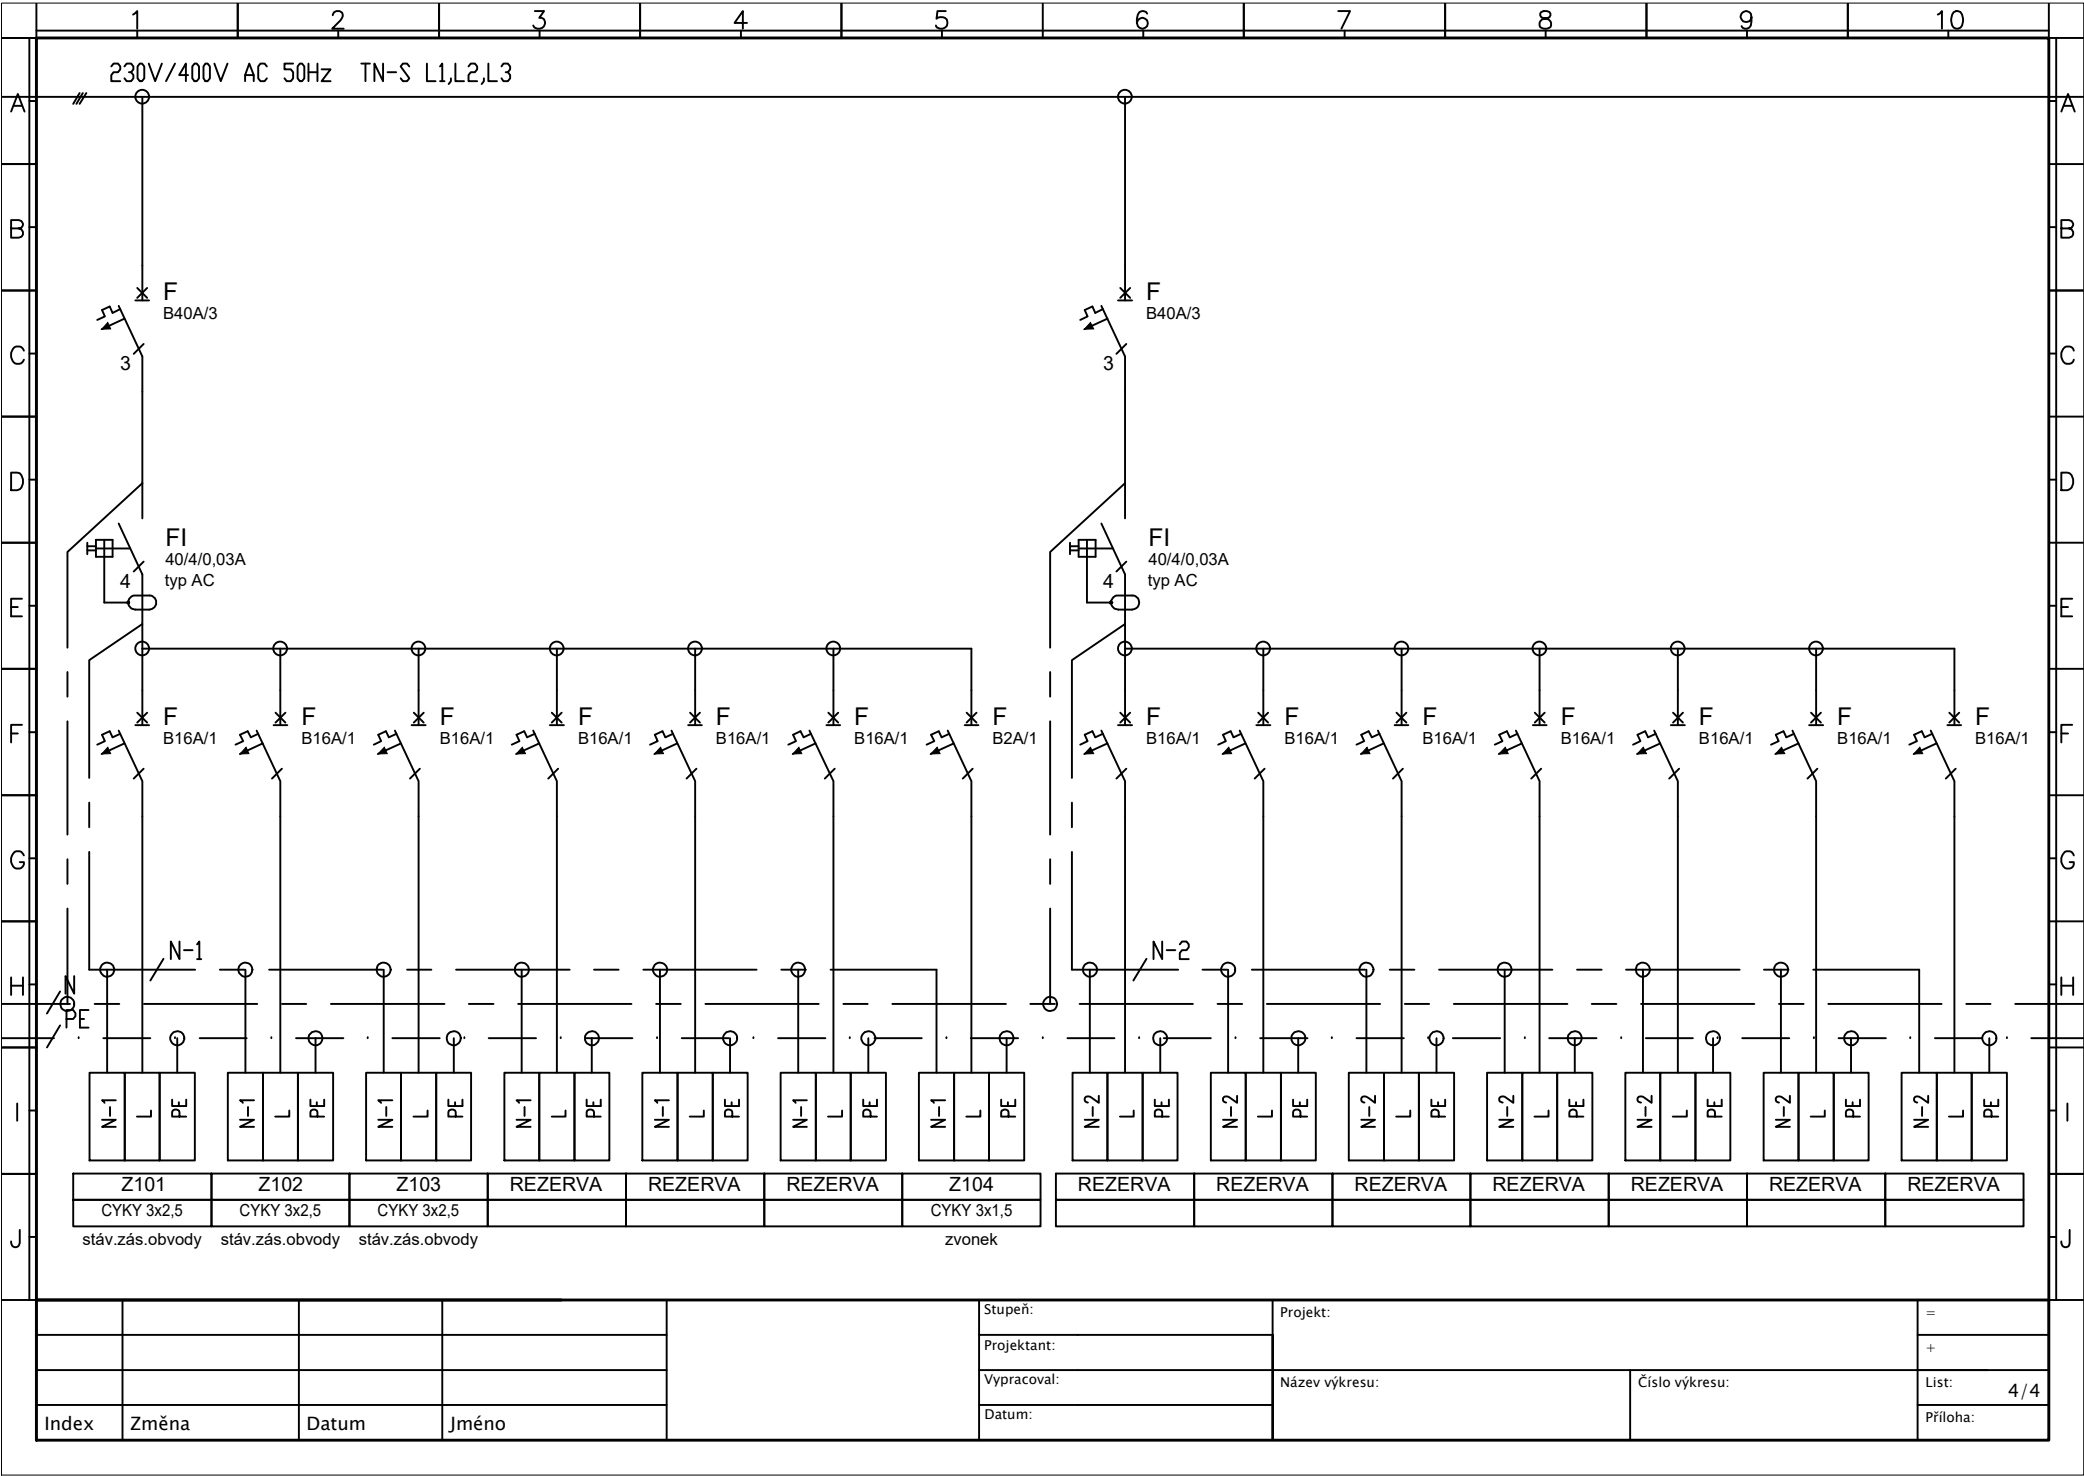 1 2 3 4 5 6 7 8 9 10
230V/400V AC 50Hz TN-S L1,L2,L3
A A
B B
F F
B40A/3 B40A/3
C 3 3 C
D D
FI FI
40/4/0,03A 40/4/0,03A
4 typ AC 4 typ AC
E E
F F F F F F F F F F F F F F
F B16A/1 B16A/1 B16A/1 B16A/1 B16A/1 B16A/1 B2A/1 B16A/1 B16A/1 B16A/1 B16A/1 B16A/1 B16A/1 B16A/1 F
G G
N-1 N-2
H N H
PE
I N-1 L PE N-1 L PE N-1 L PE N-1 L PE N-1 L PE N-1 L PE N-1 L PE N-2 L PE N-2 L PE N-2 L PE N-2 L PE N-2 L PE N-2 L PE N-2 L PE I
Z101 Z102 Z103 REZERVA REZERVA REZERVA Z104 REZERVA REZERVA REZERVA REZERVA REZERVA REZERVA REZERVA
CYKY 3x2,5 CYKY 3x2,5 CYKY 3x2,5 CYKY 3x1,5
J stáv.zás.obvody stáv.zás.obvody stáv.zás.obvody zvonek J
Stupeň: Projekt: =
Projektant: +
Vypracoval: Název výkresu: Číslo výkresu: List: 4/4
Index Změna Datum Jméno Datum: Příloha: